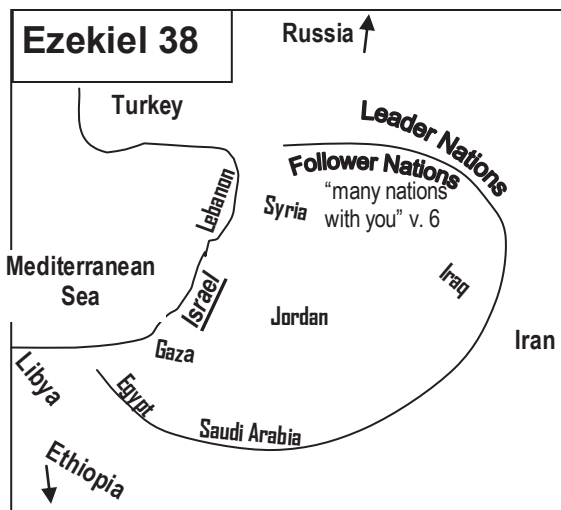 Ezekiel 38
Russia
Turkey
Leader Nations
Follower Nations
“many nations
with you” v. 6
Lebanon
Syria
Mediterranean
Sea
Israel
Iraq
Jordan
Iran
Gaza
Libya
Egypt
Saudi Arabia
Ethiopia